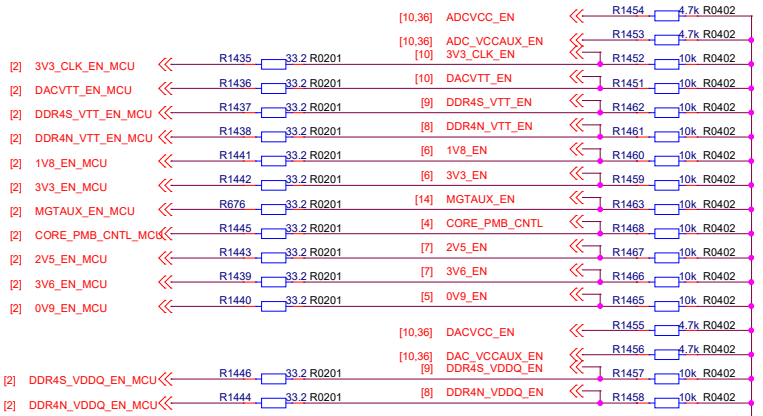 [10,36] ADCVCC_EN R1454 4.7k R0402
[10,36] ADC_VCCAUX_EN R1453 4.7k R0402
[10] 3V3_CLK_EN R1452 10k R0402
[2] 3V3_CLK_EN_MCU R1435 33.2 R0201
[10] DACVTT_EN R1451 10k R0402
[2] DACVTT_EN_MCU R1436 33.2 R0201
[9] DDR4S_VTT_EN R1462 10k R0402
[2] DDR4S_VTT_EN_MCU R1437 33.2 R0201
[8] DDR4N_VTT_EN R1461 10k R0402
[2] DDR4N_VTT_EN_MCU R1438 33.2 R0201
[6] 1V8_EN R1460 10k R0402
[2] 1V8_EN_MCU R1441 33.2 R0201
[6] 3V3_EN R1459 10k R0402
[2] 3V3_EN_MCU R1442 33.2 R0201
[14] MGTAUX_EN R1463 10k R0402
[2] MGTAUX_EN_MCU R676 33.2 R0201
[4] CORE_PMB_CNTL R1468 10k R0402
[2] CORE_PMB_CNTL_MCU R1445 33.2 R0201
[7] 2V5_EN R1467 10k R0402
[2] 2V5_EN_MCU R1443 33.2 R0201
[7] 3V6_EN R1466 10k R0402
[2] 3V6_EN_MCU R1439 33.2 R0201
[5] 0V9_EN R1465 10k R0402
[2] 0V9_EN_MCU R1440 33.2 R0201
[10,36] DACVCC_EN R1455 4.7k R0402
[10,36] DAC_VCCAUX_EN R1456 4.7k R0402
[9] DDR4S_VDDQ_EN R1457 10k R0402
[2] DDR4S_VDDQ_EN_MCU R1446 33.2 R0201
[8] DDR4N_VDDQ_EN R1458 10k R0402
[2] DDR4N_VDDQ_EN_MCU R1444 33.2 R0201